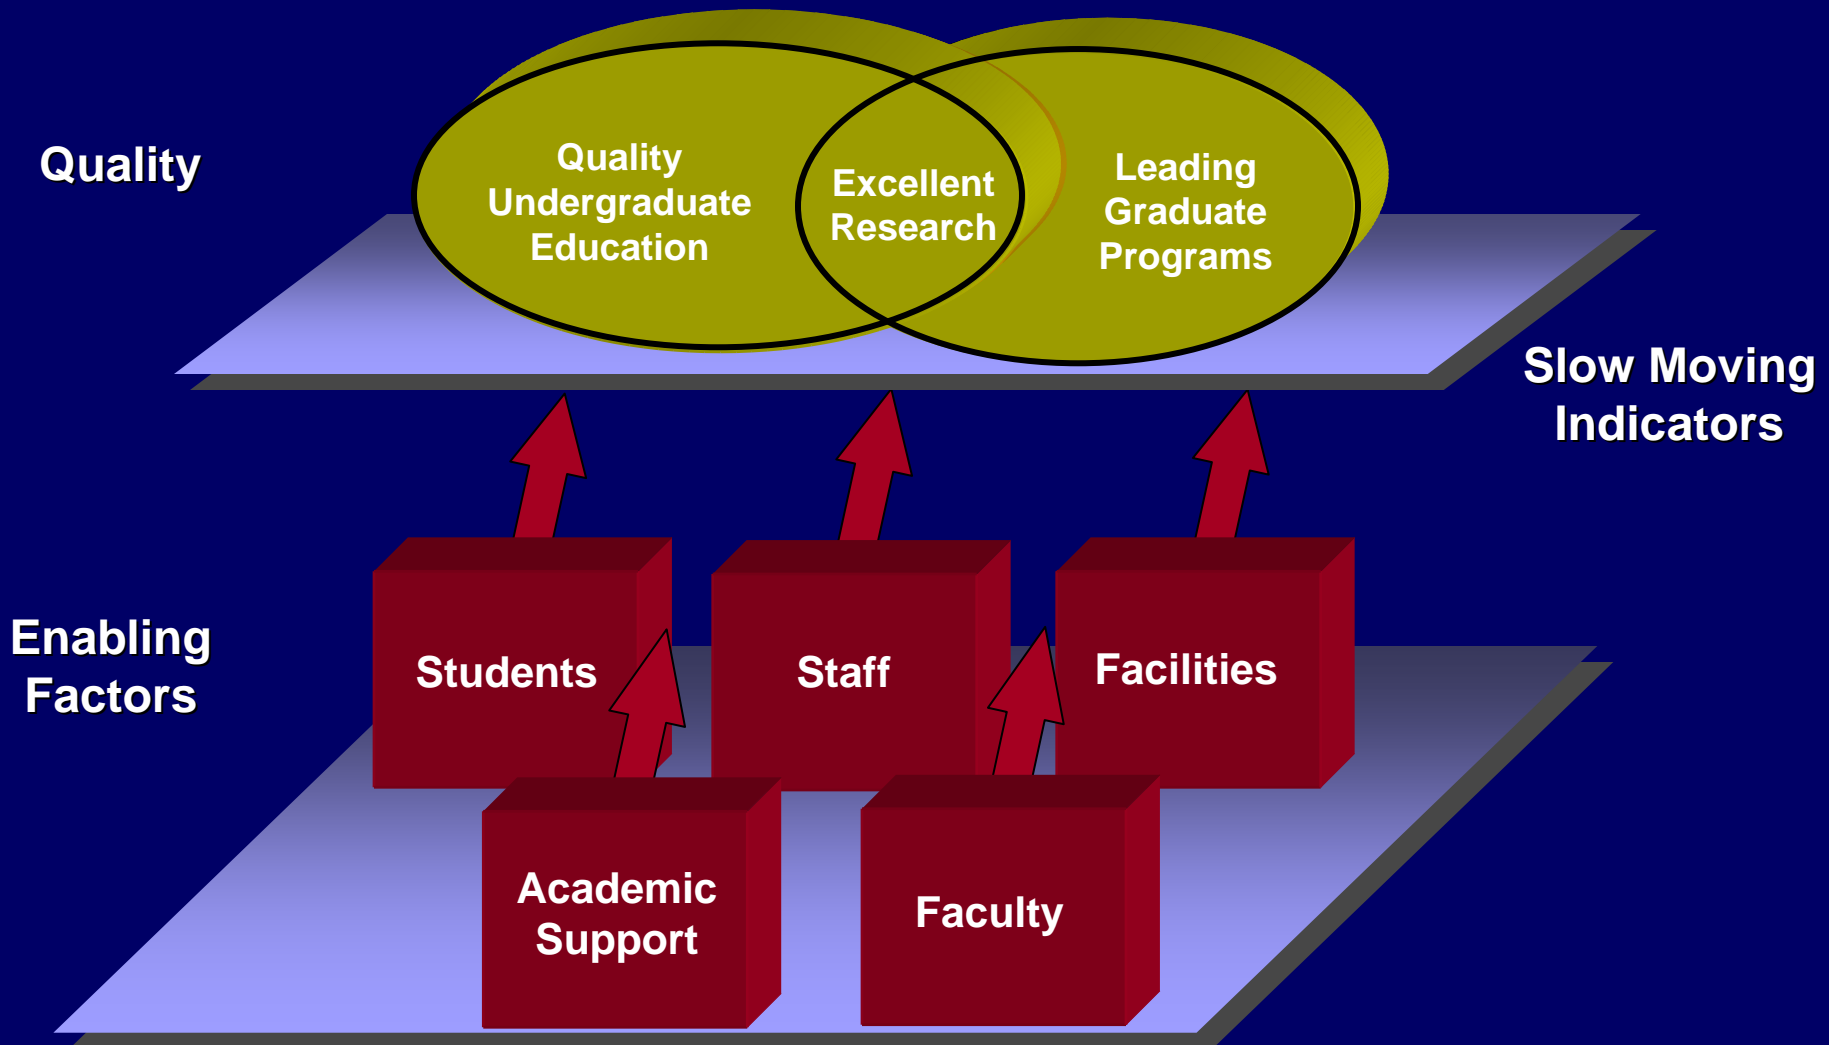 Quality
Quality
Undergraduate
Education
Excellent
Research
Leading
Graduate
Programs
Slow Moving
Indicators
Enabling
Factors
Students
Staff
Facilities
Academic
Support
Faculty